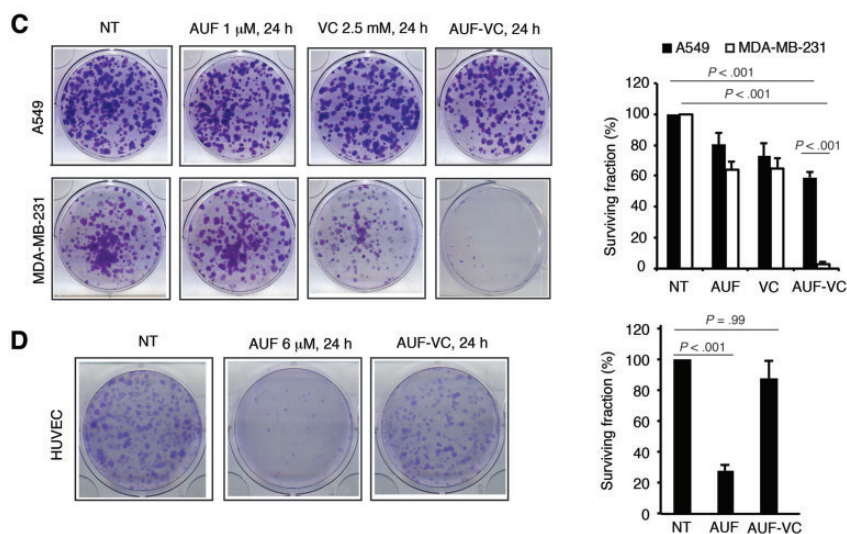 C
NT
AUF 1 μM, 24 h
VC 2.5 mM, 24 h
AUF-VC, 24 h
A549
MDA-MB-231
A549 MDA-MB-231
P < .001
P < .001
P < .001
Surviving fraction (%)
120
100
80
60
40
20
0
NT AUF VC AUF-VC
D
NT
AUF 6 μM, 24 h
AUF-VC, 24 h
HUVEC
P = .99
P < .001
Surviving fraction (%)
120
100
80
60
40
20
0
NT AUF AUF-VC